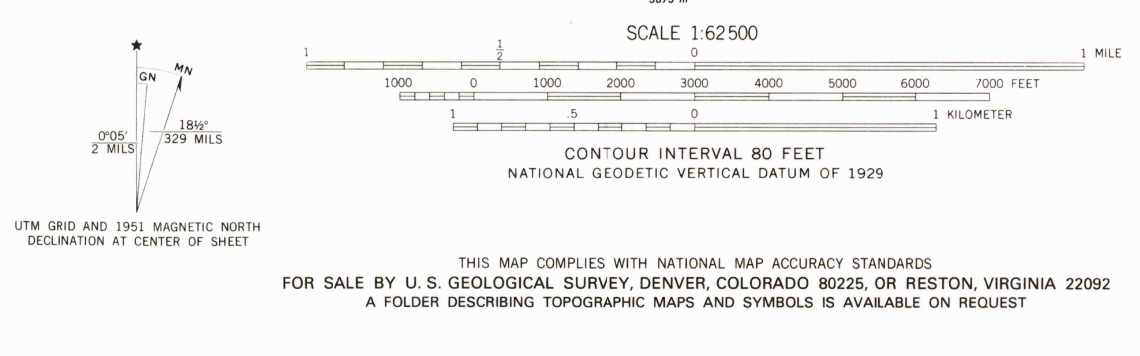 SCALE 1:62500
1 ½ 0 1 MILE
1000 0 1000 2000 3000 4000 5000 6000 7000 FEET
1 .5 0 1 KILOMETER
CONTOUR INTERVAL 80 FEET
NATIONAL GEODETIC VERTICAL DATUM OF 1929
★
GN MN
0°05′
2 MILS
18½°
329 MILS
UTM GRID AND 1951 MAGNETIC NORTH
DECLINATION AT CENTER OF SHEET
THIS MAP COMPLIES WITH NATIONAL MAP ACCURACY STANDARDS
FOR SALE BY U. S. GEOLOGICAL SURVEY, DENVER, COLORADO 80225, OR RESTON, VIRGINIA 22092
A FOLDER DESCRIBING TOPOGRAPHIC MAPS AND SYMBOLS IS AVAILABLE ON REQUEST